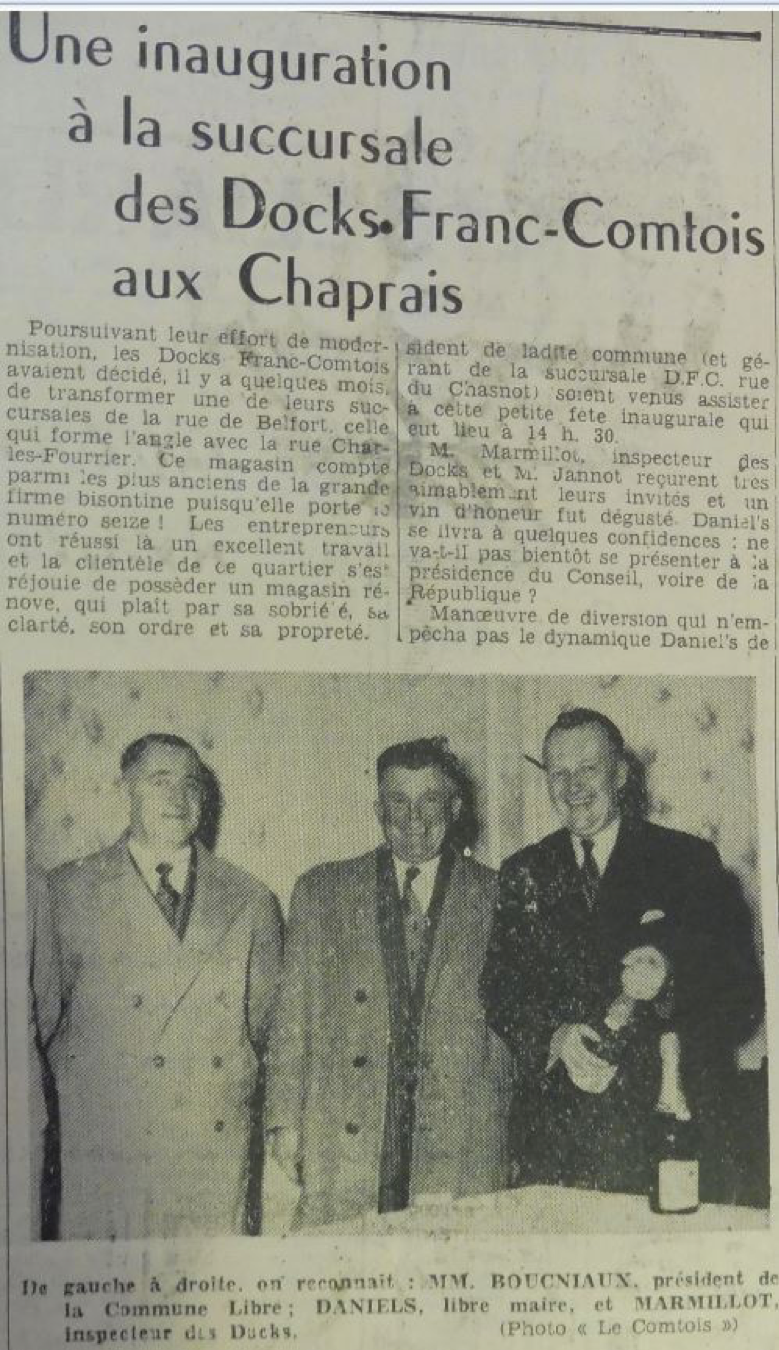 Une inauguration
à la succursale
des Docks Franc-Comtois
aux Chaprais
Poursuivant leur effort de moder-
nisation, les Docks Franc-Comtois
avaient décidé, il y a quelques mois,
de transformer une de leurs suc-
cursales de la rue de Belfort, celle
qui forme l'angle avec la rue Char-
les-Fourrier. Ce magasin compte
parmi les plus anciens de la grande
firme bisontine puisqu'elle porte le
numéro seize ! Les entrepreneurs
ont réussi là un excellent travail
et la clientèle de ce quartier s'est
réjouie de possèder un magasin ré-
nove, qui plaît par sa sobriété, sa
clarté, son ordre et sa propreté.
sident de ladite commune (et gé-
rant de la succursale D.F.C. rue
du Chasnot) soient venus assister
à cette petite fête inaugurale qui
eut lieu à 14 h. 30.
M. Marmillot, inspecteur des
Docks et M. Jannot reçurent très
aimablement leurs invités et un
vin d'honneur fut dégusté. Daniel's
se livra à quelques confidences : ne
va-t-il pas bientôt se présenter à la
présidence du Conseil, voire de la
République ?
Manœuvre de diversion qui n'em-
pêcha pas le dynamique Daniel's de
De gauche à droite, on reconnaît : MM. BOUCNIAUX, président de
la Commune Libre ; DANIELS, libre maire, et MARMILLOT,
inspecteur des Docks. (Photo « Le Comtois »)